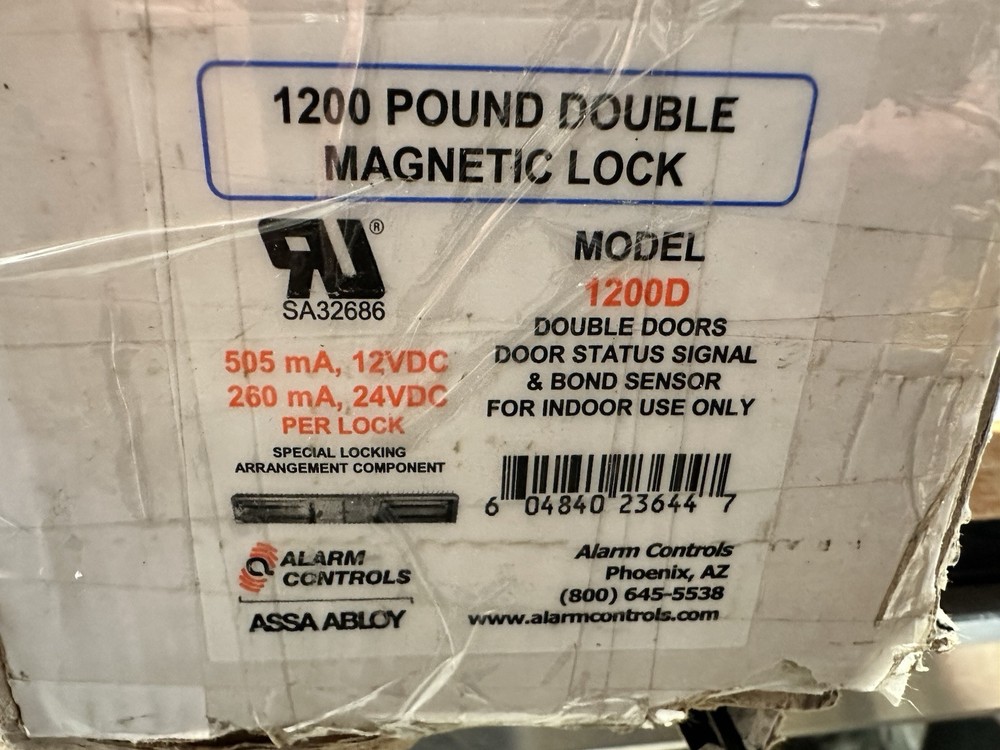 1200 POUND DOUBLE
MAGNETIC LOCK
RU®
SA32686
505 mA, 12VDC
260 mA, 24VDC
PER LOCK
SPECIAL LOCKING
ARRANGEMENT COMPONENT
MODEL
1200D
DOUBLE DOORS
DOOR STATUS SIGNAL
& BOND SENSOR
FOR INDOOR USE ONLY
6 04840 23644 7
ALARM
CONTROLS
ASSA ABLOY
Alarm Controls
Phoenix, AZ
(800) 645-5538
www.alarmcontrols.com